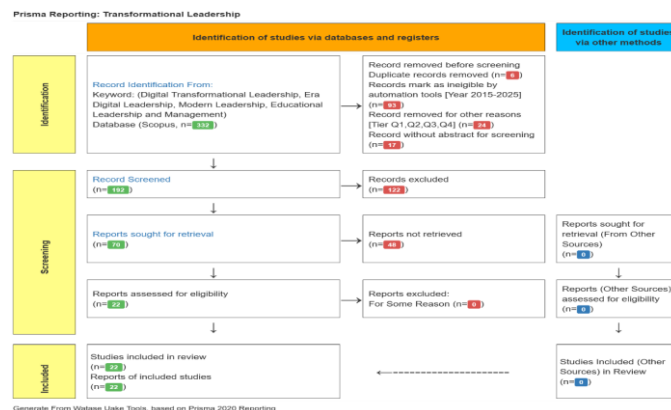 Prisma Reporting: Transformational Leadership
Identification of studies via databases and registers
Identification of studies
via other methods
Identification
Record Identification From:
Keyword: (Digital Transformational Leadership, Era
Digital Leadership, Modern Leadership, Educational
Leadership and Management)
Database (Scopus, n=332)
Record removed before screening
Duplicate records removed (n=6)
Records mark as ineligible by
automation tools [Year 2015-2025]
(n=93)
Record removed for other reasons
[Tier Q1,Q2,Q3,Q4] (n=24)
Record without abstract for screening
(n=17)
Screening
Record Screened
(n=192)
Records excluded
(n=122)
Reports sought for retrieval
(n=70)
Reports not retrieved
(n=48)
Reports sought for
retrieval (From Other
Sources)
(n=0)
Reports assessed for eligibility
(n=22)
Reports excluded:
For Some Reason (n=0)
Reports (Other Sources)
assessed for eligibility
(n=0)
Included
Studies included in review
(n=22)
Reports of included studies
(n=22)
Studies Included (Other
Sources) in Review
(n=0)
Generate From Watase Uake Tools, based on Prisma 2020 Reporting